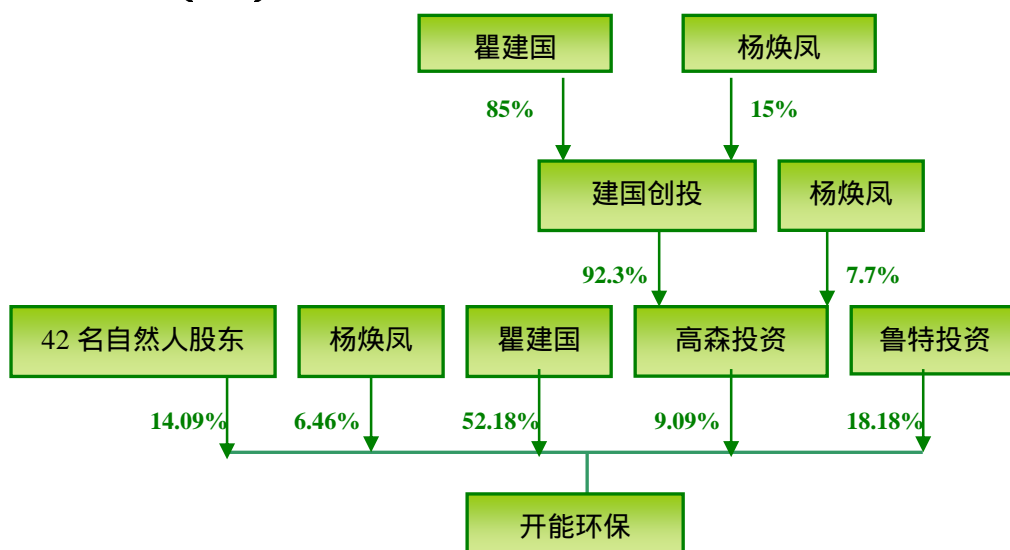 瞿建国
杨焕凤
85%
15%
建国创投
杨焕凤
92.3%
7.7%
42 名自然人股东
杨焕凤
瞿建国
高森投资
鲁特投资
14.09%
6.46%
52.18%
9.09%
18.18%
开能环保